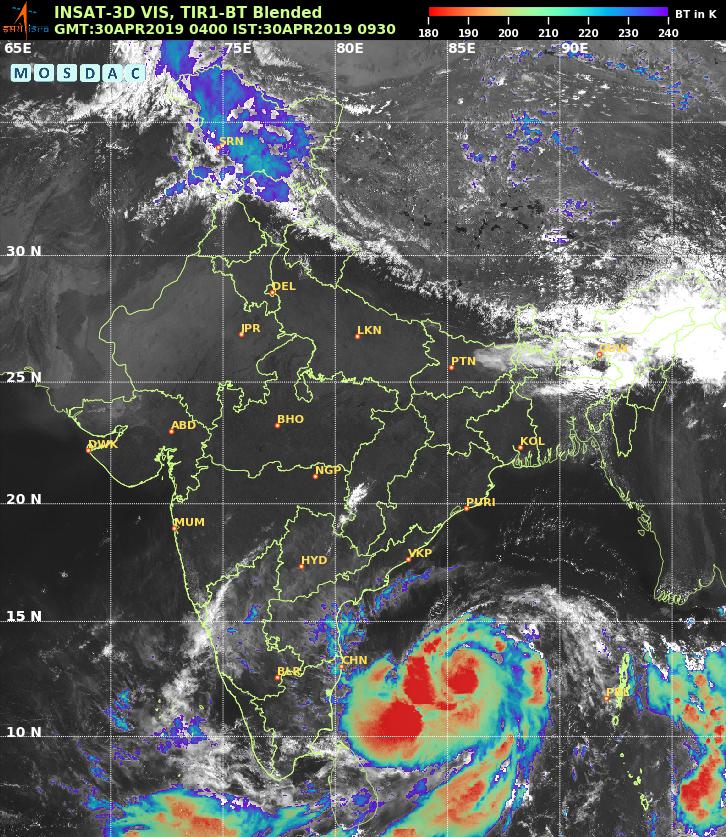 INSAT-3D VIS, TIR1-BT Blended
GMT:30APR2019 0400 IST:30APR2019 0930
BT in K
180 190 200 210 220 230 240
65E 70E 75E 80E 85E 90E
MOSDAC
SRN
30 N
DEL
JPR
LKN
PTN
25 N
ABD
BHO
DWK
KOL
NGP
20 N
PURI
MUM
VKP
HYD
15 N
CHN
BLR
10 N